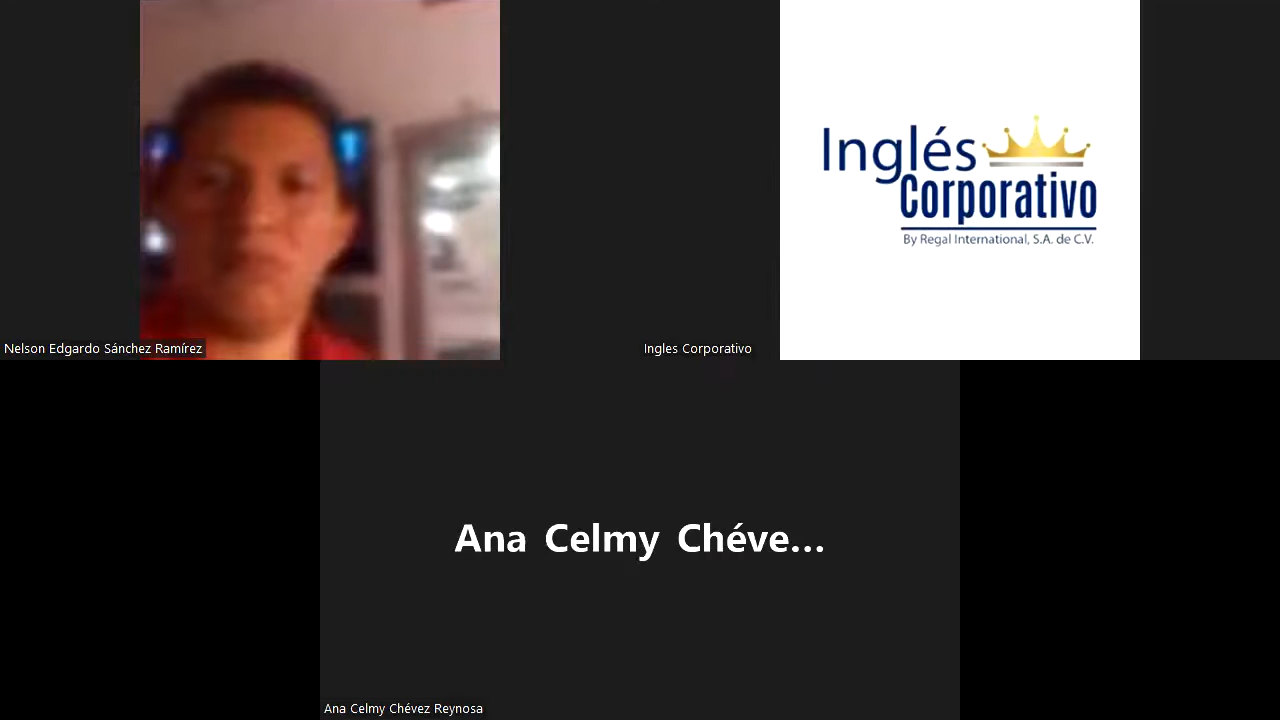 Inglés
Corporativo
By Regal International, S.A. de C.V.
Nelson Edgardo Sánchez Ramírez
Ingles Corporativo
Ana Celmy Chéve...
Ana Celmy Chévez Reynosa